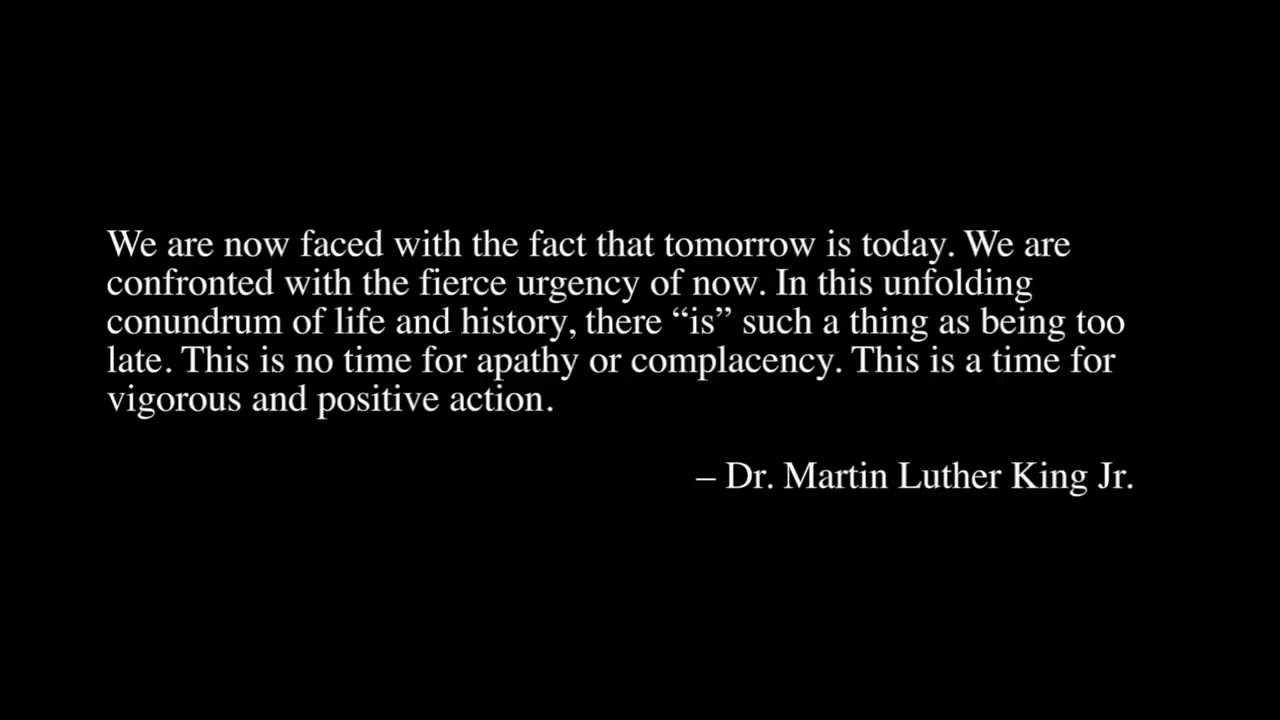 We are now faced with the fact that tomorrow is today. We are
confronted with the fierce urgency of now. In this unfolding
conundrum of life and history, there “is” such a thing as being too
late. This is no time for apathy or complacency. This is a time for
vigorous and positive action.
– Dr. Martin Luther King Jr.